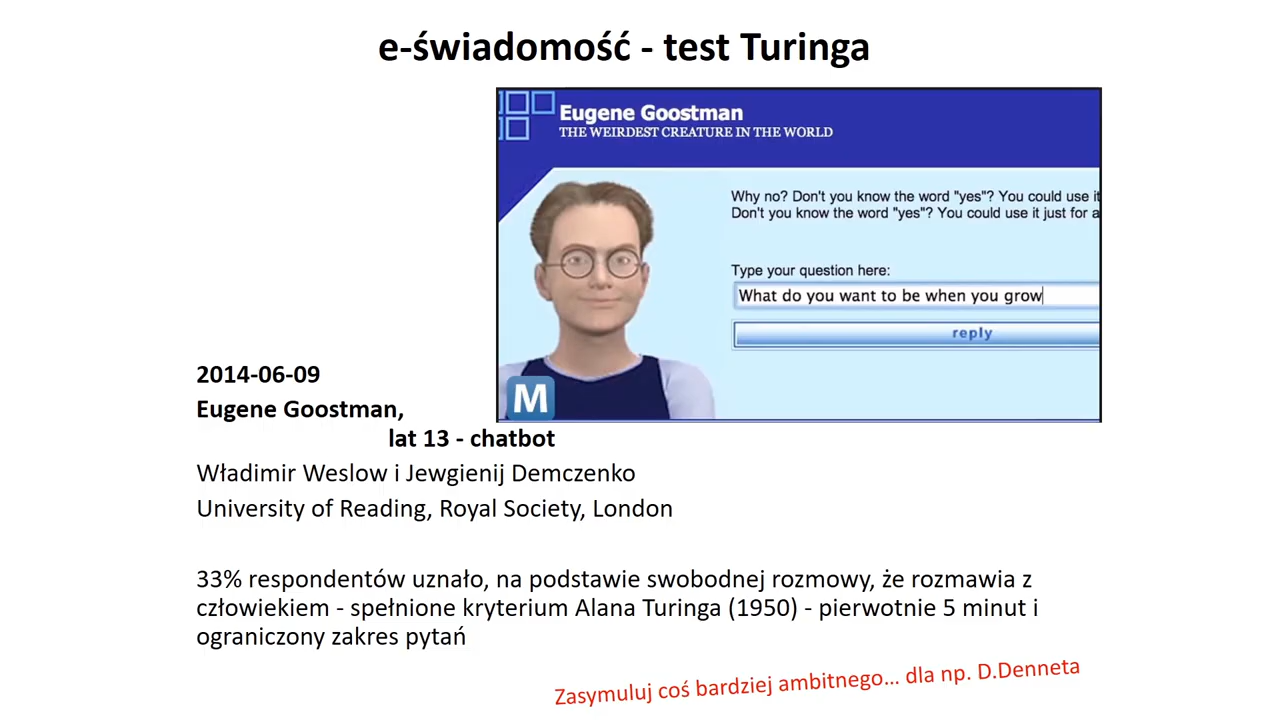 e-świadomość - test Turinga
Eugene Goostman
THE WEIRDEST CREATURE IN THE WORLD
Why no? Don't you know the word "yes"? You could use it
Don't you know the word "yes"? You could use it just for a
Type your question here:
What do you want to be when you grow
reply
M
2014-06-09
Eugene Goostman,
lat 13 - chatbot
Władimir Weslow i Jewgienij Demczenko
University of Reading, Royal Society, London
33% respondentów uznało, na podstawie swobodnej rozmowy, że rozmawia z
człowiekiem - spełnione kryterium Alana Turinga (1950) - pierwotnie 5 minut i
ograniczony zakres pytań
Zasymuluj coś bardziej ambitnego... dla np. D.Denneta